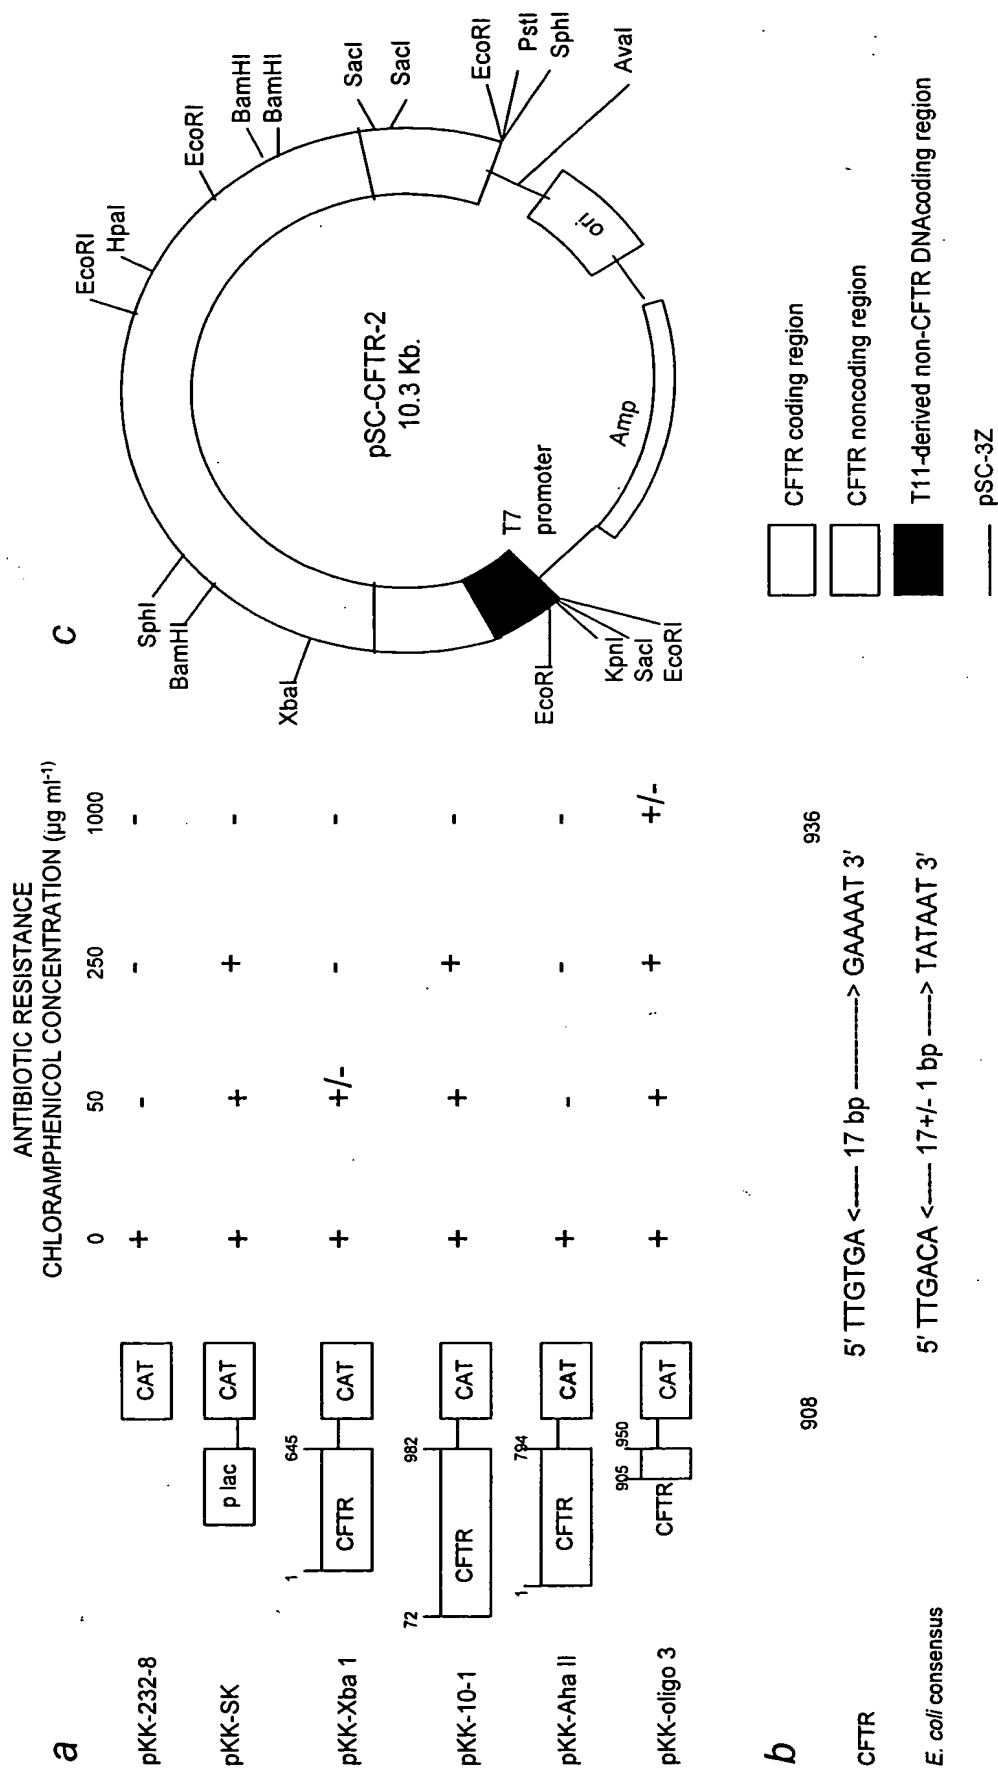 a
ANTIBIOTIC RESISTANCE
CHLORAMPHENICOL CONCENTRATION (µg ml⁻¹)
0 50 250 1000
pKK-232-8 CAT + - - -
pKK-SK p lac CAT + + + -
pKK-Xba 1 1 CFTR 645 CAT + +/- - -
pKK-10-1 72 CFTR 982 CAT + + + -
pKK-Aha II 1 CFTR 794 CAT + - - -
pKK-oligo 3 905 CFTR 950 CAT + + + +/-
b
908 936
CFTR 5' TTGTGA <---- 17 bp ----------> GAAAAT 3'
E. coli consensus 5' TTGACA <---- 17+/- 1 bp ----> TATAAT 3'
c
SphI
BamHI
XbaI
EcoRI
KpnI
SacI
EcoRI
EcoRI
HpaI
EcoRI
BamHI
BamHI
SacI
SacI
EcoRI
PstI
SphI
AvaI
pSC-CFTR-2
10.3 Kb.
T7
promoter
Amp
ori
CFTR coding region
CFTR noncoding region
T11-derived non-CFTR DNAcoding region
pSC-3Z